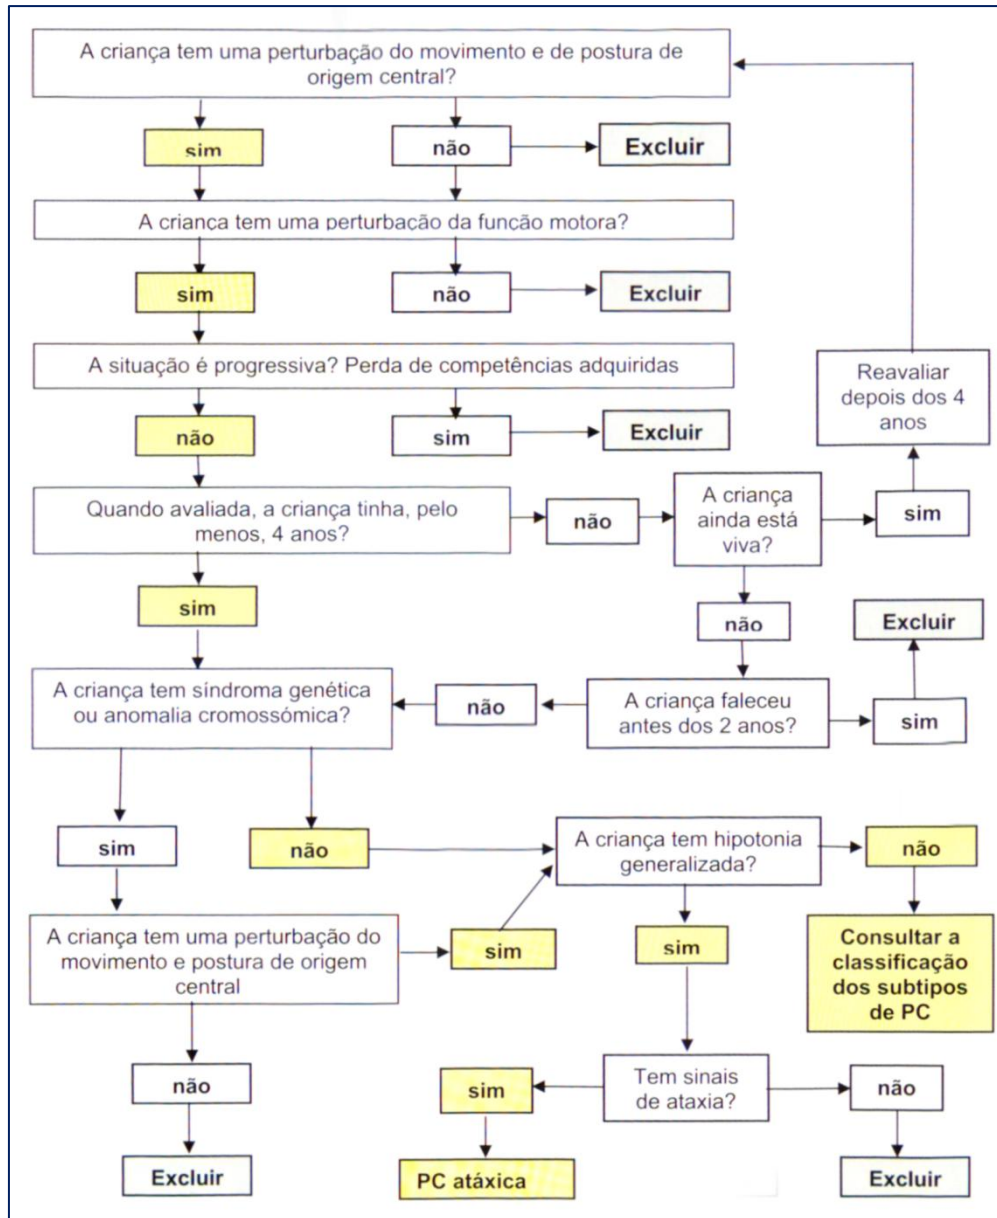 A criança tem uma perturbação do movimento e de postura de
origem central?
sim
não
Excluir
A criança tem uma perturbação da função motora?
sim
não
Excluir
A situação é progressiva? Perda de competências adquiridas
não
sim
Excluir
Reavaliar
depois dos 4
anos
Quando avaliada, a criança tinha, pelo
menos, 4 anos?
não
A criança
ainda está
viva?
sim
sim
não
Excluir
A criança tem síndroma genética
ou anomalia cromossómica?
não
A criança faleceu
antes dos 2 anos?
sim
sim
não
A criança tem hipotonia
generalizada?
não
A criança tem uma perturbação do
movimento e postura de origem
central
sim
sim
Consultar a
classificação
dos subtipos
de PC
não
sim
Tem sinais
de ataxia?
não
Excluir
PC atáxica
Excluir